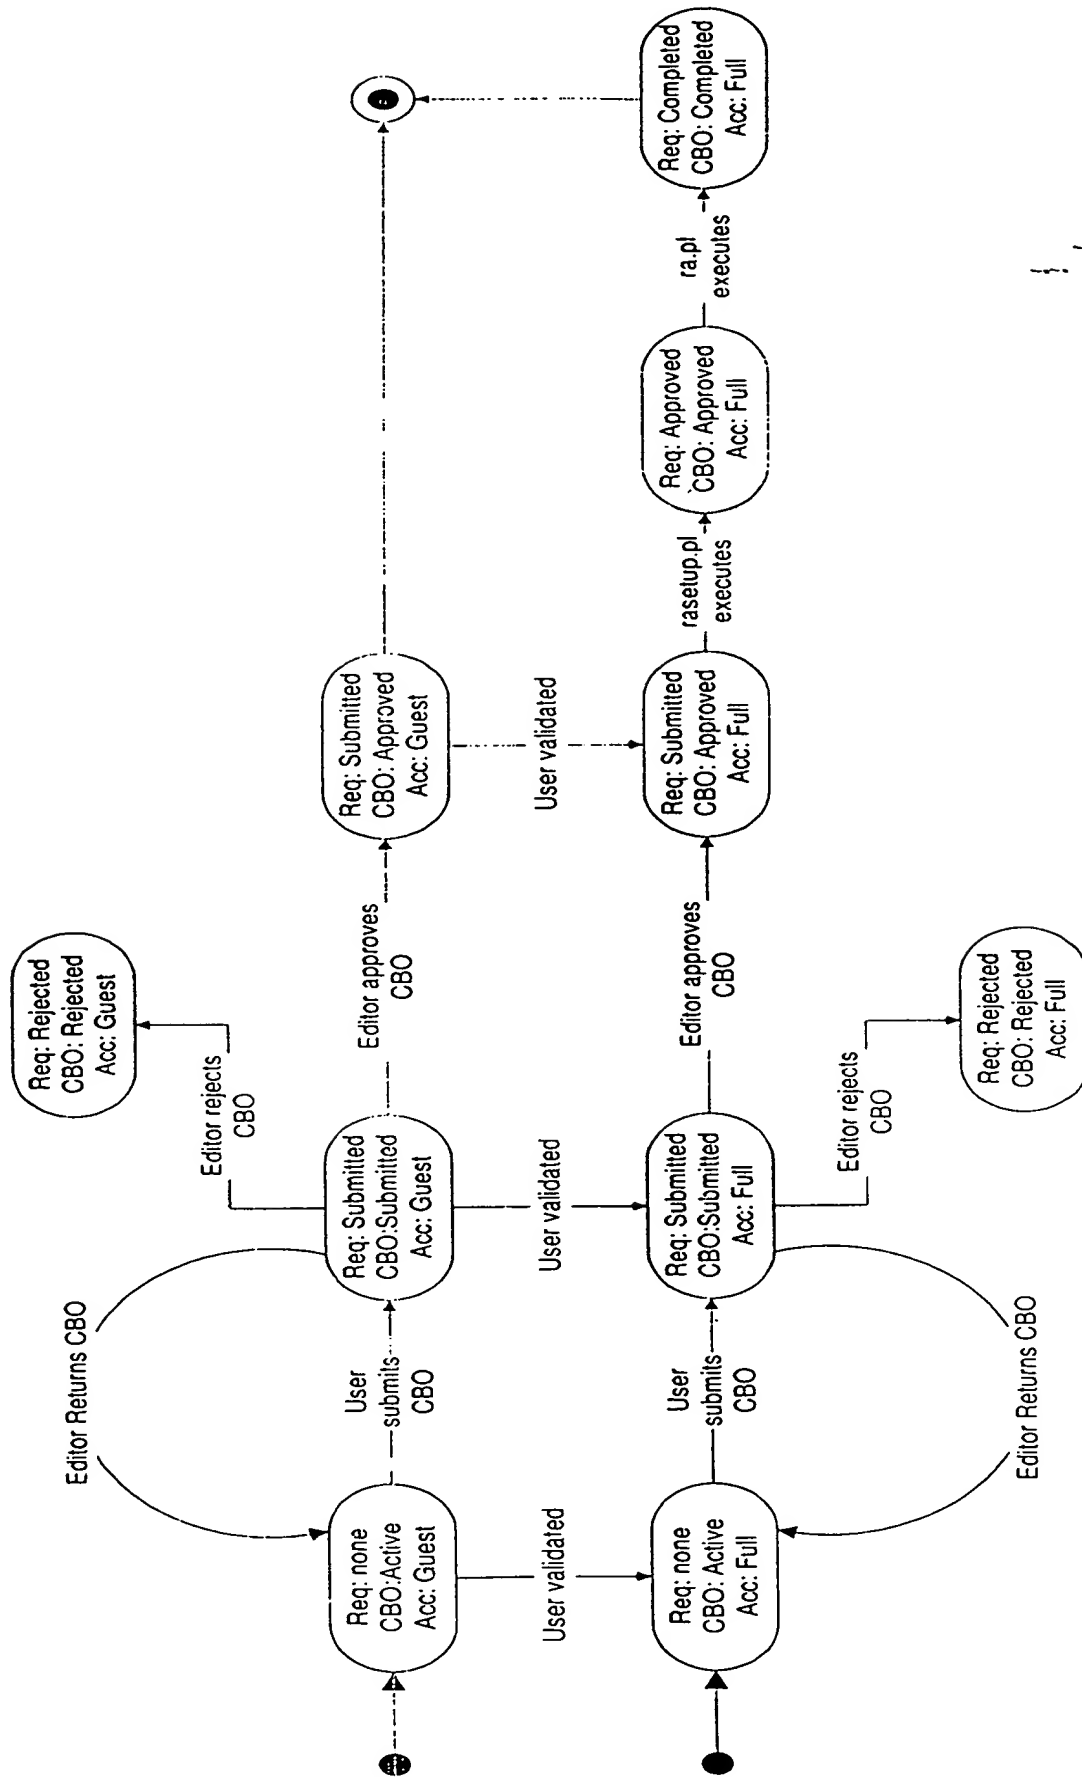 Req: Rejected
CBO: Rejected
Acc: Guest
Editor Returns CBO
Editor rejects
CBO
Req: none
CBO:Active
Acc: Guest
User
submits
CBO
Req: Submitted
CBO:Submitted
Acc: Guest
Editor approves
CBO
Req: Submitted
CBO: Approved
Acc: Guest
User validated
User validated
User validated
Req: none
CBO: Active
Acc: Full
User
submits
CBO
Req: Submitted
CBO:Submitted
Acc: Full
Editor approves
CBO
Req: Submitted
CBO: Approved
Acc: Full
rasetup.pl
executes
Req: Approved
CBO: Approved
Acc: Full
ra.pl
executes
Req: Completed
CBO: Completed
Acc: Full
Editor rejects
CBO
Editor Returns CBO
Req: Rejected
CBO: Rejected
Acc: Full